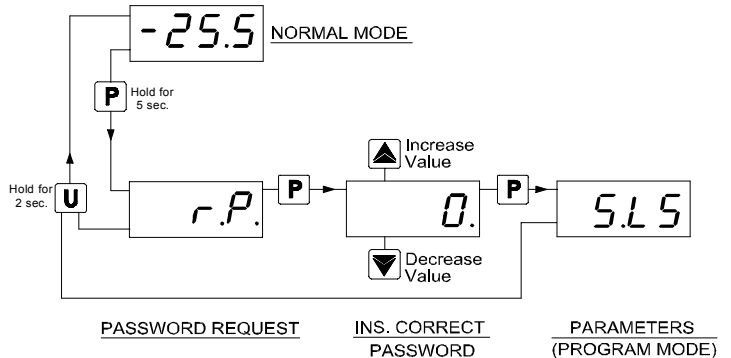 -25.5
NORMAL MODE
P
Hold for
5 sec.
Hold for
2 sec.
U
r.P.
P
Increase
Value
0.
Decrease
Value
P
S.L S
PASSWORD REQUEST
INS. CORRECT
PASSWORD
PARAMETERS
(PROGRAM MODE)